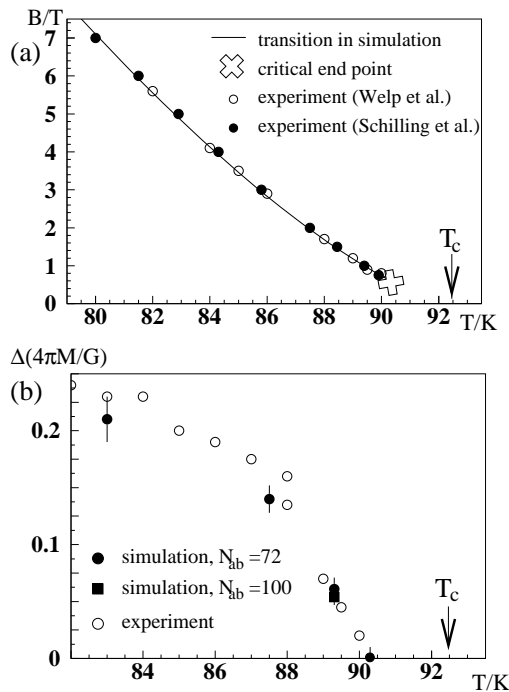 B/T
7
(a)
transition in simulation
critical end point
6
experiment (Welp et al.)
5
experiment (Schilling et al.)
4
3
2
T_c
1
0
80 82 84 86 88 90 92
T/K
Δ(4πM/G)
(b)
0.2
simulation, N_ab =72
0.1
simulation, N_ab =100
T_c
experiment
0
84 86 88 90 92
T/K